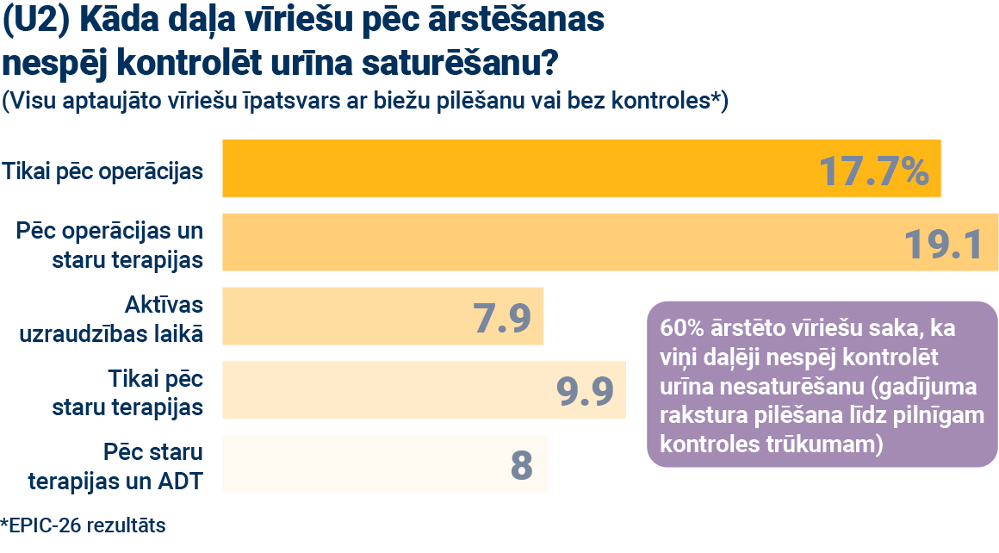 (U2) Kāda daļa vīriešu pēc ārstēšanas
nespēj kontrolēt urīna saturēšanu?
(Visu aptaujāto vīriešu īpatsvars ar biežu pilēšanu vai bez kontroles*)
Tikai pēc operācijas
17.7%
Pēc operācijas un
staru terapijas
19.1
Aktīvas
uzraudzības laikā
7.9
Tikai pēc
staru terapijas
9.9
Pēc staru
terapijas un ADT
8
60% ārstēto vīriešu saka, ka
viņi daļēji nespēj kontrolēt
urīna nesaturēšanu (gadījuma
rakstura pilēšana līdz pilnīgam
kontroles trūkumam)
*EPIC-26 rezultāts